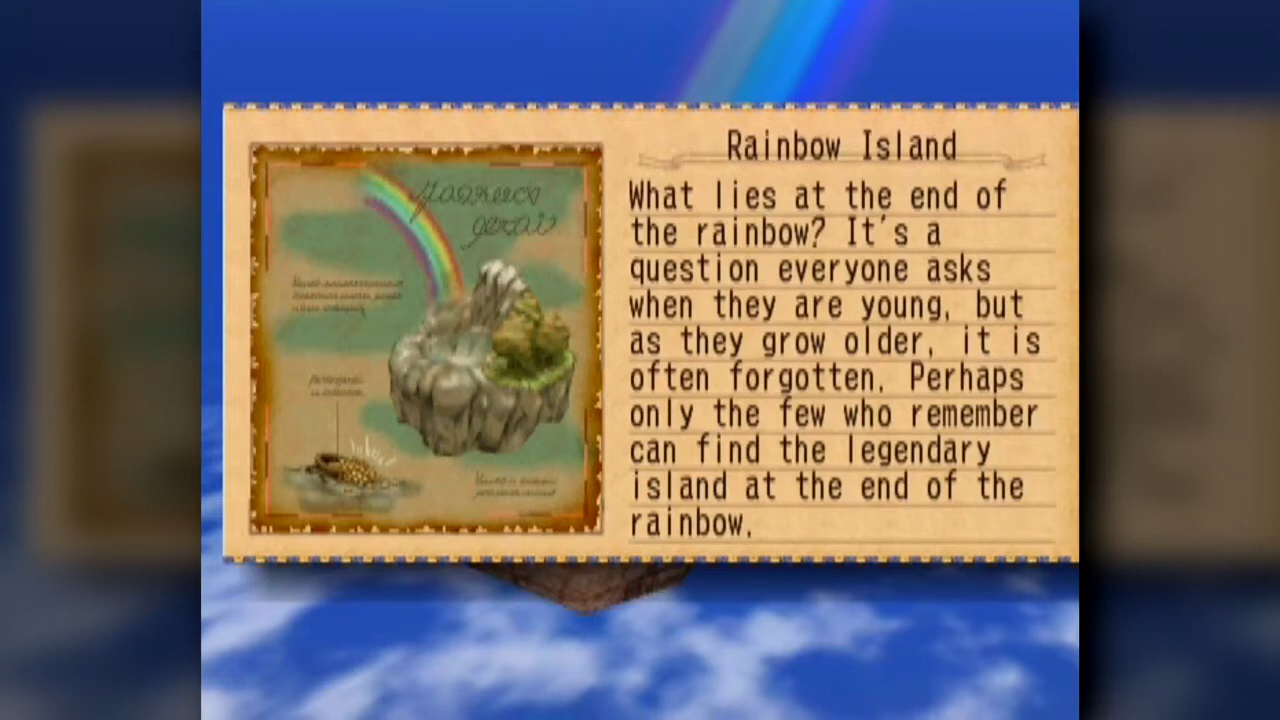 Rainbow Island
What lies at the end of
the rainbow? It's a
question everyone asks
when they are young, but
as they grow older, it is
often forgotten. Perhaps
only the few who remember
can find the legendary
island at the end of the
rainbow.